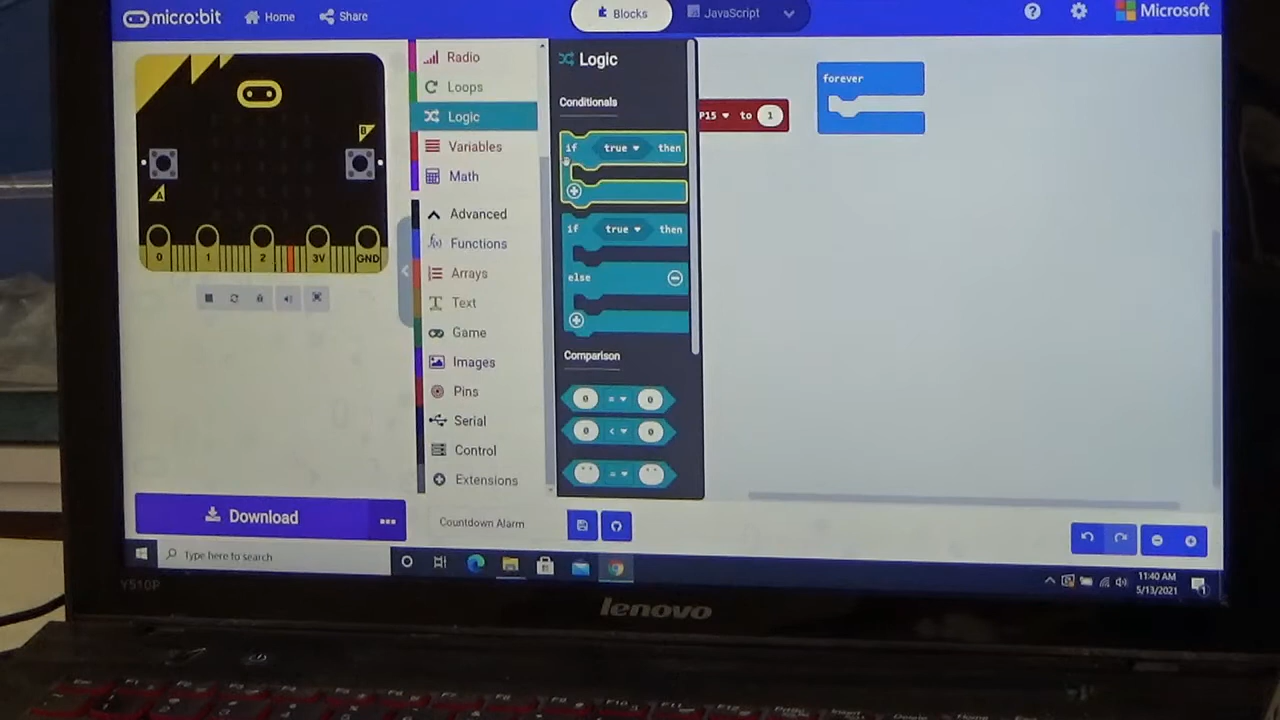 micro:bit
Home
Share
Blocks
JavaScript
?
Microsoft
B
A
0
1
2
3V
GND
Radio
Loops
Logic
Variables
Math
Advanced
Functions
Arrays
Text
Game
Images
Pins
Serial
Control
Extensions
Logic
Conditionals
if true then
if true then
else
Comparison
0 = 0
0 < 0
=
P15 to 1
forever
Download
Countdown Alarm
Type here to search
11:40 AM
5/13/2021
1
Y510P
lenovo